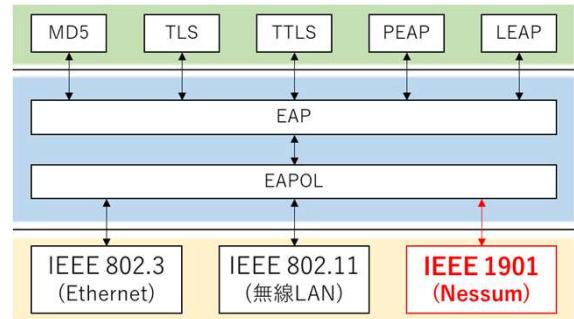 MD5 TLS TTLS PEAP LEAP
EAP
EAPOL
IEEE 802.3 IEEE 802.11 IEEE 1901
(Ethernet) (無線LAN) (Nessum)